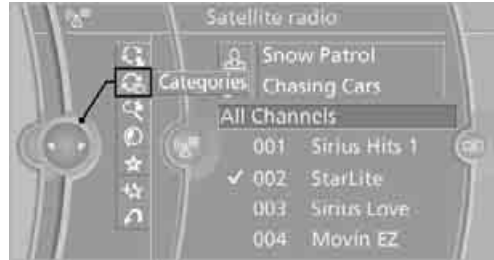 Satellite radio
Snow Patrol
Categories
Chasing Cars
All Channels
001 Sirius Hits 1
002 StarLite
003 Sirius Love
004 Movin EZ